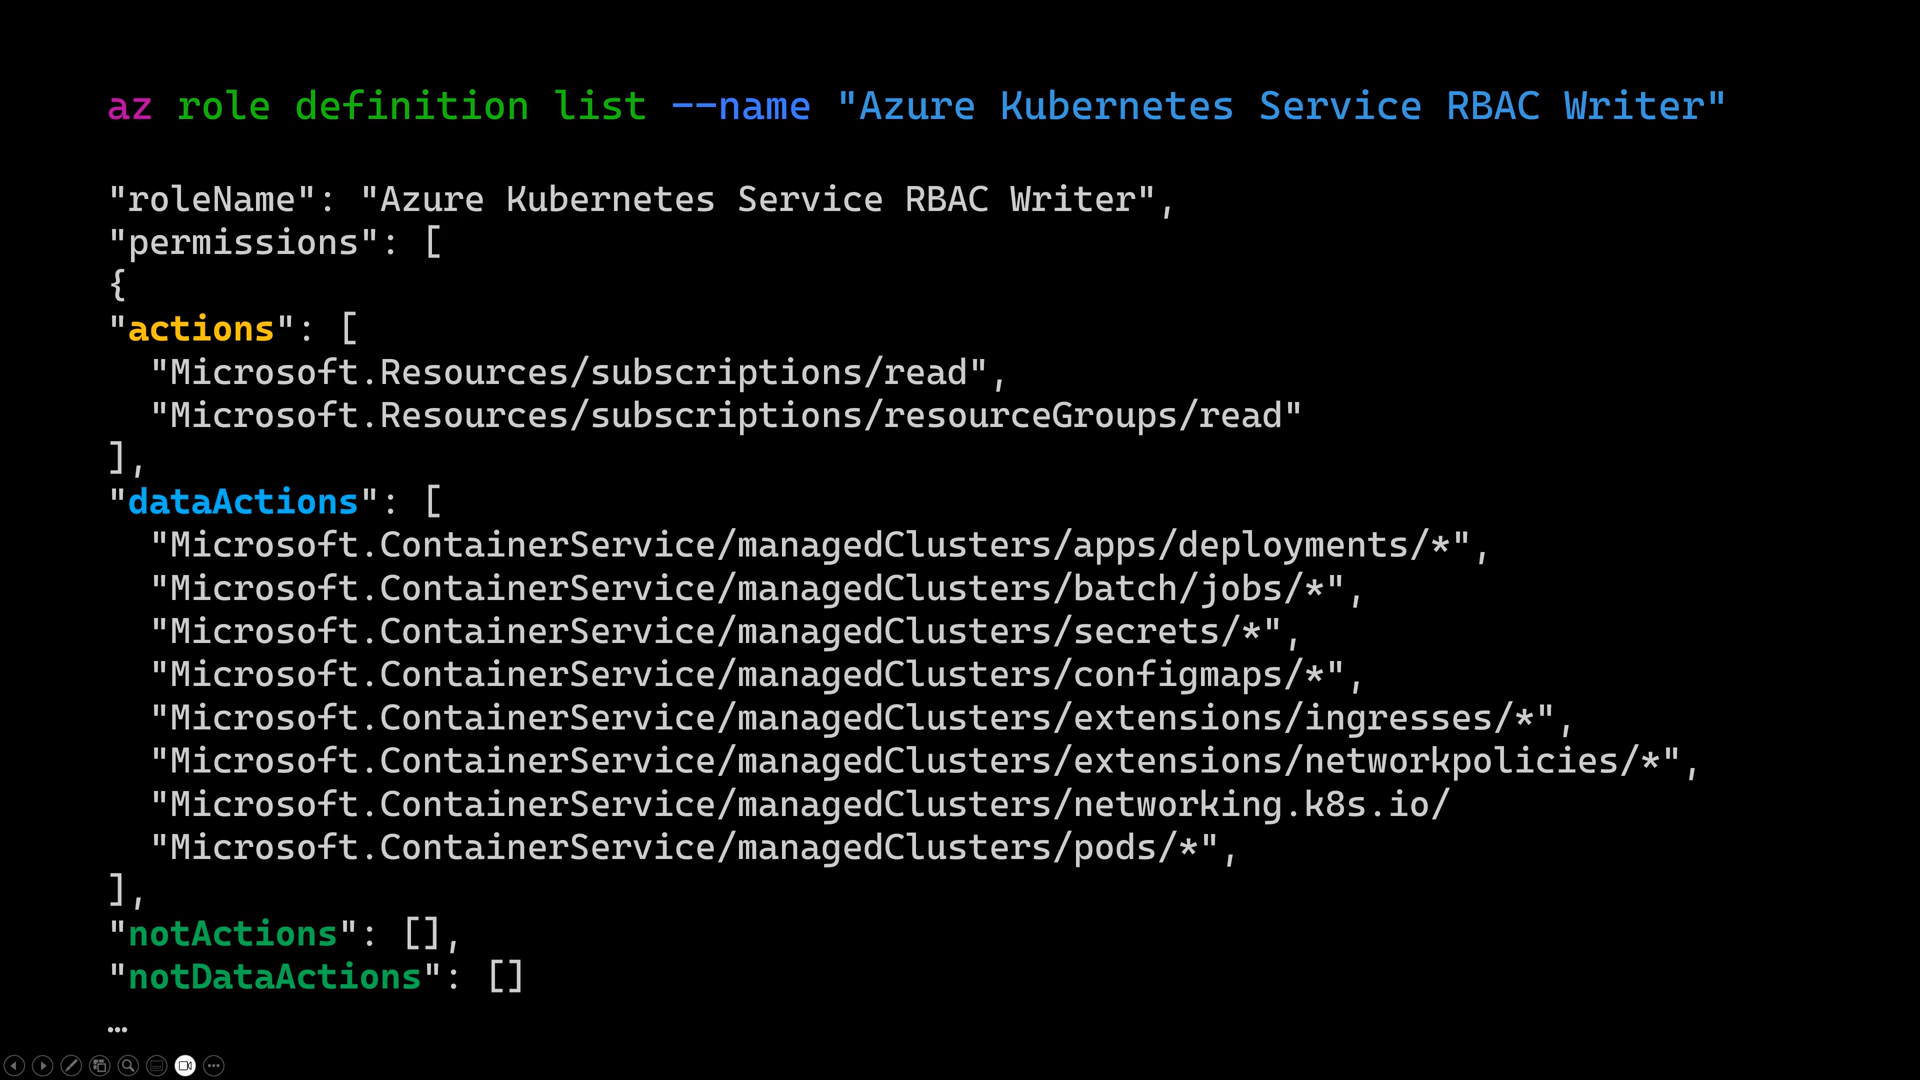 az role definition list --name "Azure Kubernetes Service RBAC Writer"
"roleName": "Azure Kubernetes Service RBAC Writer",
"permissions": [
{
"actions": [
"Microsoft.Resources/subscriptions/read",
"Microsoft.Resources/subscriptions/resourceGroups/read"
],
"dataActions": [
"Microsoft.ContainerService/managedClusters/apps/deployments/*",
"Microsoft.ContainerService/managedClusters/batch/jobs/*",
"Microsoft.ContainerService/managedClusters/secrets/*",
"Microsoft.ContainerService/managedClusters/configmaps/*",
"Microsoft.ContainerService/managedClusters/extensions/ingresses/*",
"Microsoft.ContainerService/managedClusters/extensions/networkpolicies/*",
"Microsoft.ContainerService/managedClusters/networking.k8s.io/
"Microsoft.ContainerService/managedClusters/pods/*",
],
"notActions": [],
"notDataActions": []
…